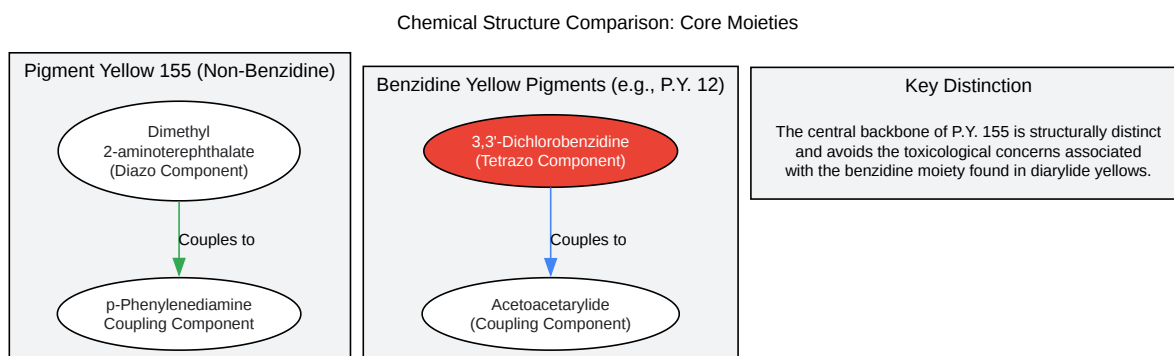 Chemical Structure Comparison: Core Moieties
Pigment Yellow 155 (Non-Benzidine)
Dimethyl
2-aminoterephthalate
(Diazo Component)
Couples to
p-Phenylenediamine
Coupling Component
Benzidine Yellow Pigments (e.g., P.Y. 12)
3,3'-Dichlorobenzidine
(Tetrazo Component)
Couples to
Acetoacetarylide
(Coupling Component)
Key Distinction
The central backbone of P.Y. 155 is structurally distinct
and avoids the toxicological concerns associated
with the benzidine moiety found in diarylide yellows.